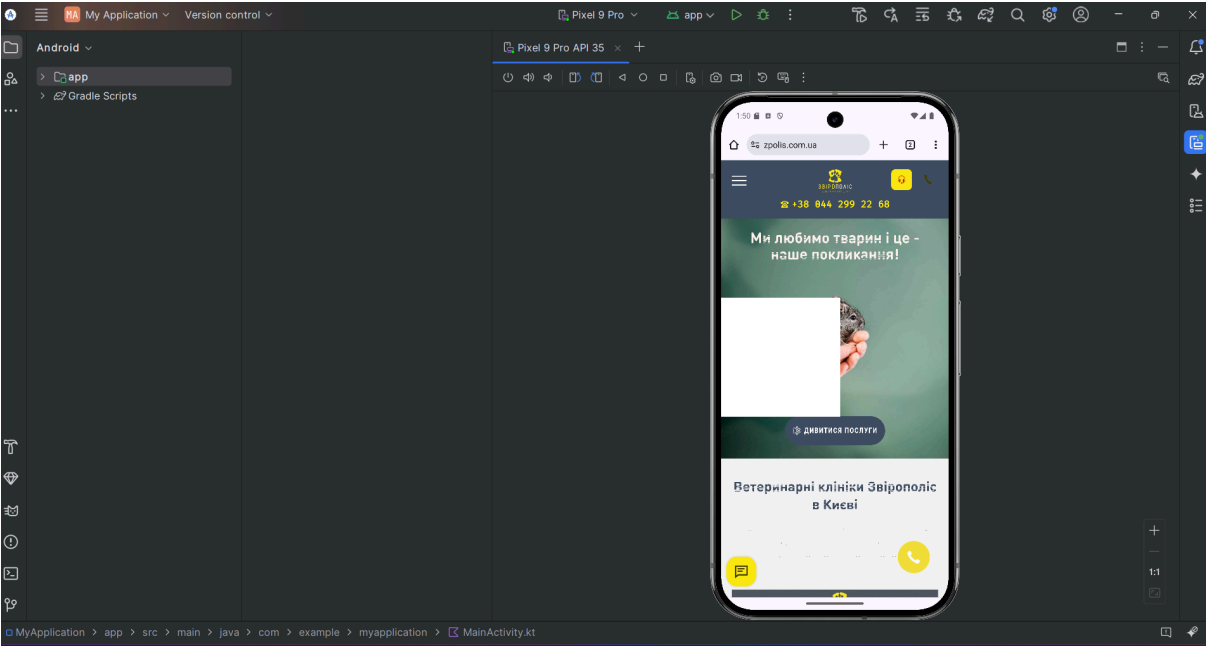 MA My Application Version control Pixel 9 Pro app
Android
app
Gradle Scripts
Pixel 9 Pro API 35
1:50
zpolis.com.ua
ЗВІРОПОЛІС
+38 044 299 22 68
Ми любимо тварин і це -
наше покликання!
ДИВИТИСЯ ПОСЛУГИ
Ветеринарні клініки Звірополіс
в Києві
1:1
MyApplication > app > src > main > java > com > example > myapplication > MainActivity.kt